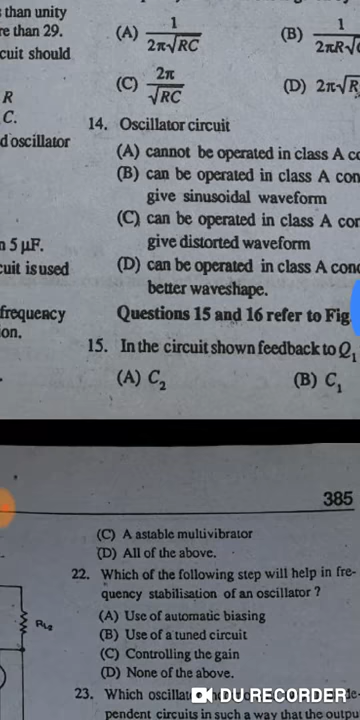 than unity
re than 29.
cuit should
R
C.
d oscillator
n 5 μF.
cuit is used
frequency
ion.
(A) 1 / 2π√RC
(B) 1 / 2πR√
(C) 2π / √RC
(D) 2π√R
14. Oscillator circuit
(A) cannot be operated in class A co
(B) can be operated in class A con
give sinusoidal waveform
(C) can be operated in class A con
give distorted waveform
(D) can be operated in class A cond
better waveshape.
Questions 15 and 16 refer to Fig
15. In the circuit shown feedback to Q₁
(A) C₂
(B) C₁
385
(C) A astable multivibrator
(D) All of the above.
22. Which of the following step will help in fre-
quency stabilisation of an oscillator ?
(A) Use of automatic biasing
(B) Use of a tuned circuit
(C) Controlling the gain
(D) None of the above.
23. Which oscillat
pendent circuits in such a way that the outpu
DU RECORDER